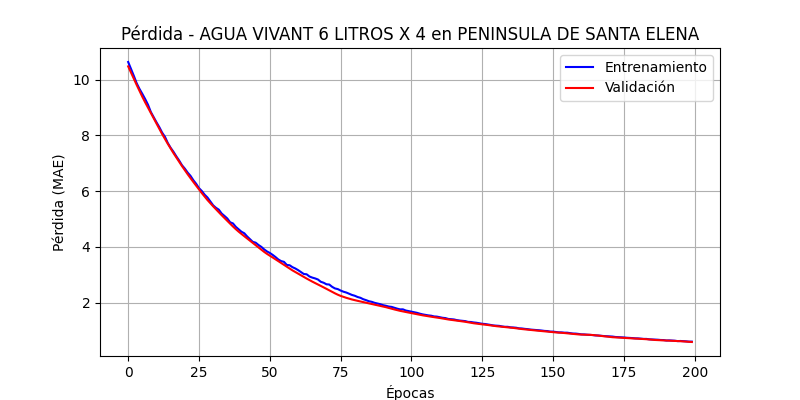 Pérdida - AGUA VIVANT 6 LITROS X 4 en PENINSULA DE SANTA ELENA
Entrenamiento
Validación
Pérdida (MAE)
10
8
6
4
2
0 25 50 75 100 125 150 175 200
Épocas